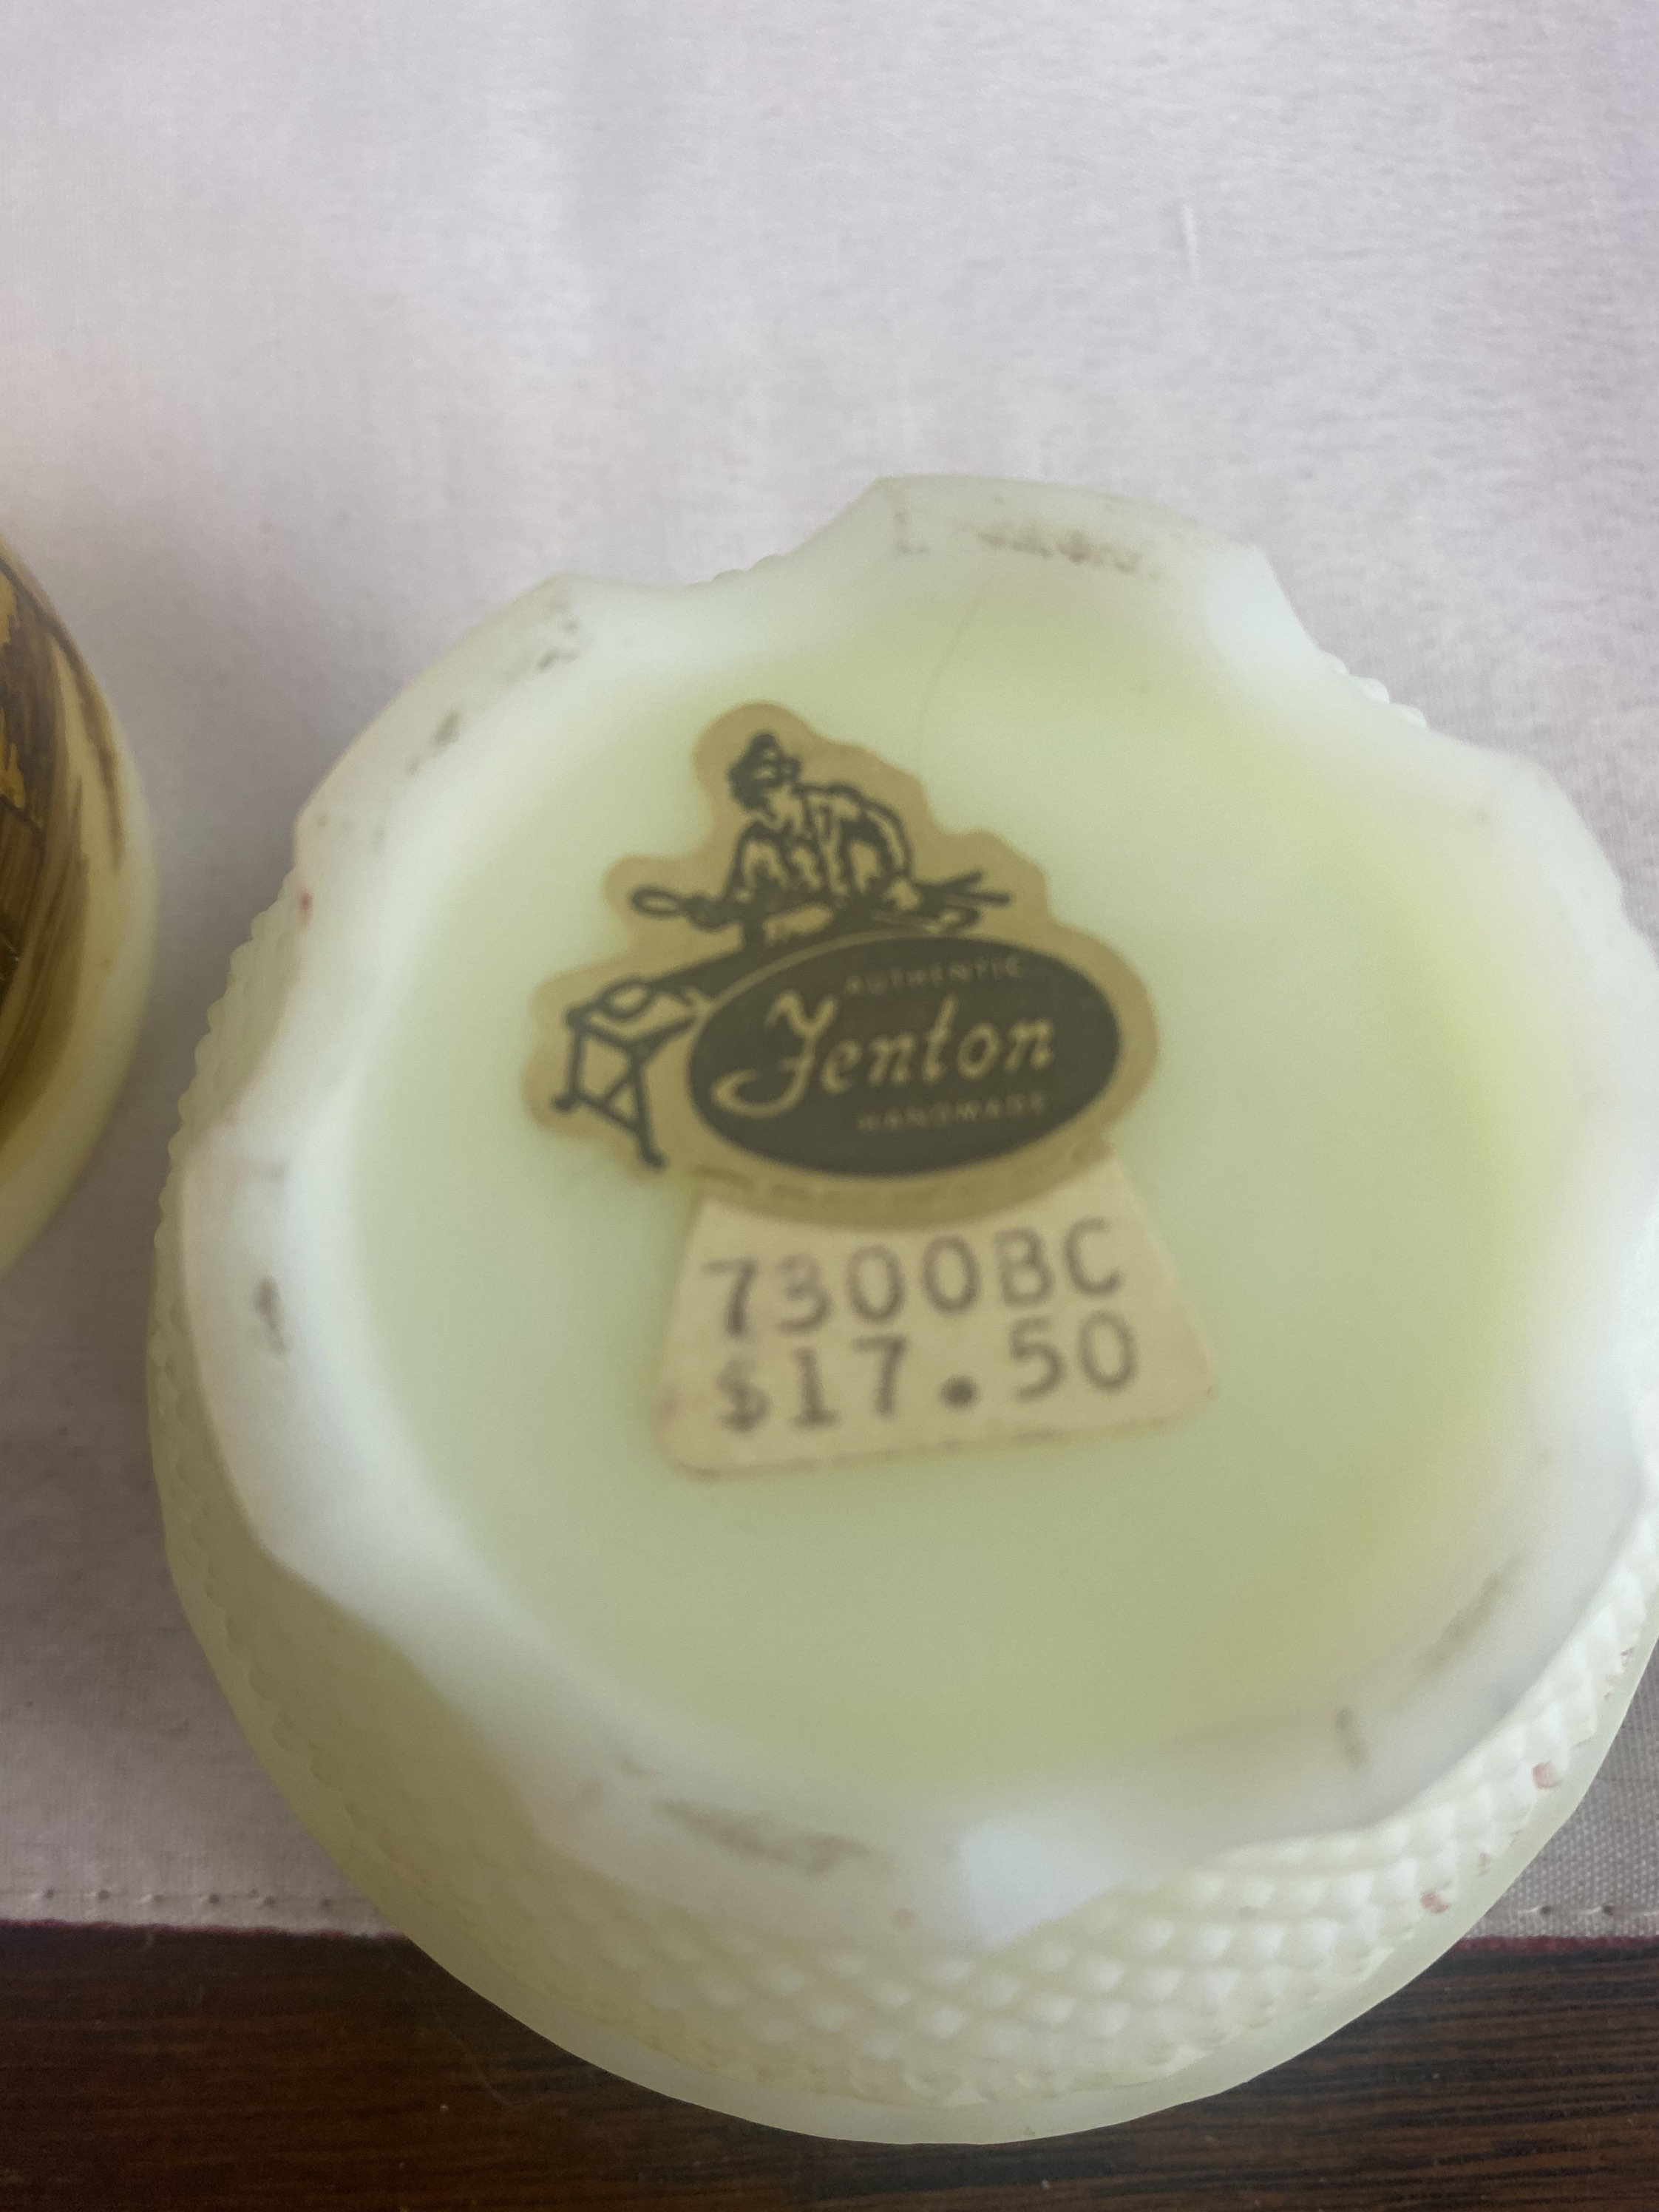 AUTHENTIC
Fenton
HANDMADE
7300BC
$17.50